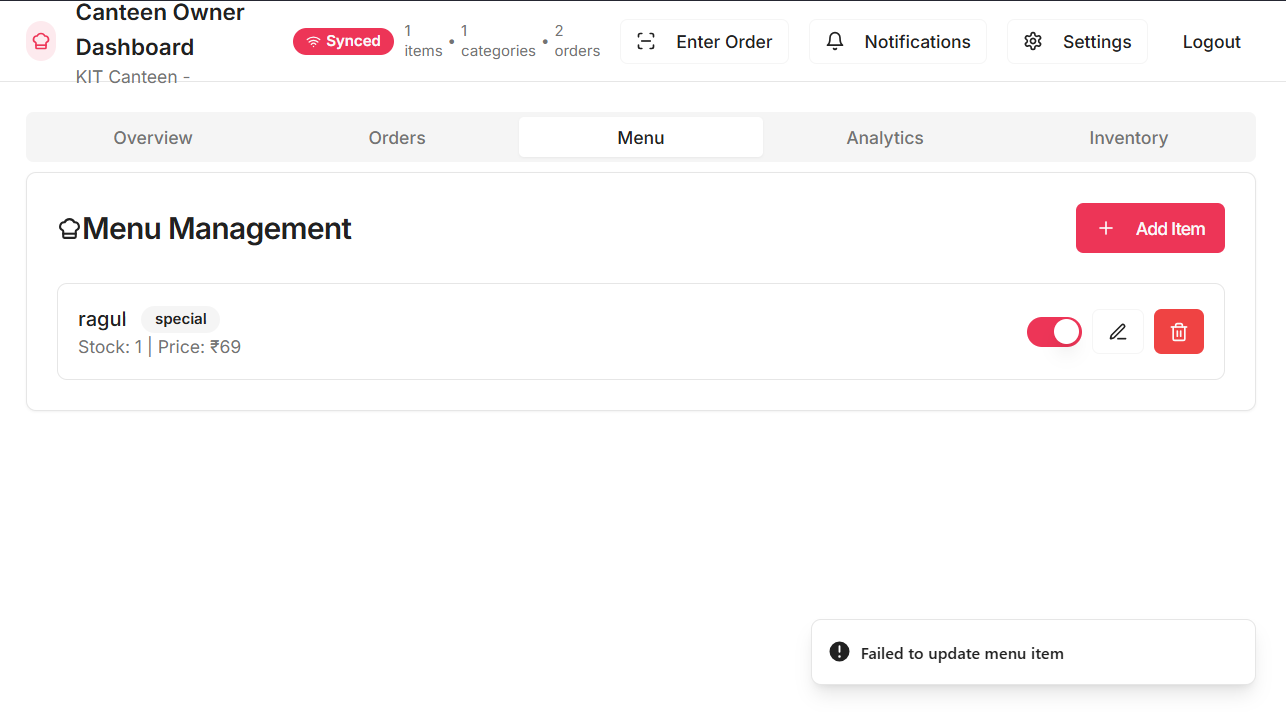 Canteen Owner
Dashboard
KIT Canteen -
Synced
1
items
•
1
categories
•
2
orders
Enter Order
Notifications
Settings
Logout
Overview
Orders
Menu
Analytics
Inventory
Menu Management
+ Add Item
ragul special
Stock: 1 | Price: ₹69
Failed to update menu item